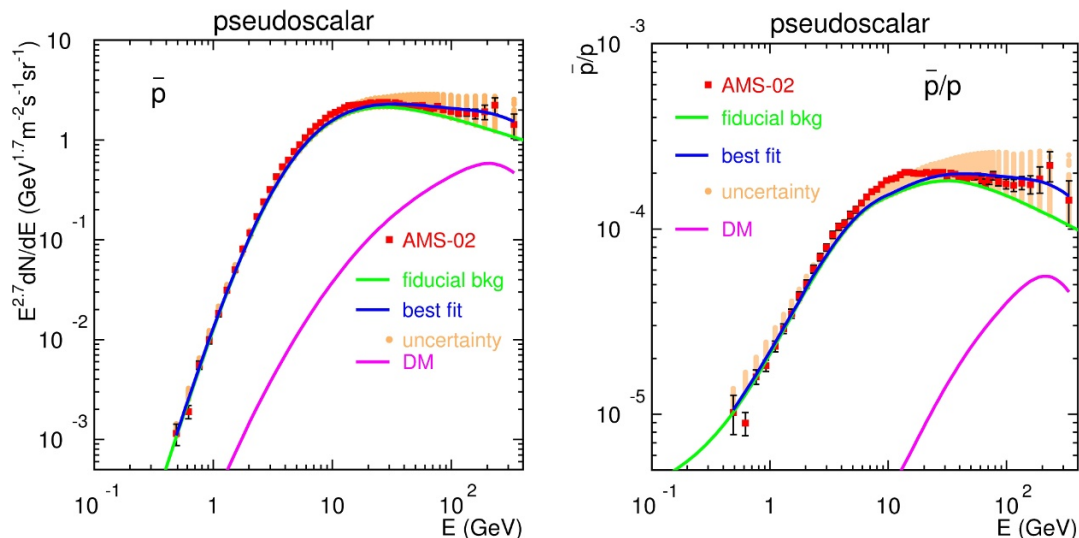 pseudoscalar
E^2.7 dN/dE (GeV^1.7 m^-2 s^-1 sr^-1)
10
1
10^-1
10^-2
10^-3
p̄
AMS-02
fiducial bkg
best fit
uncertainty
DM
10^-1
1
10
10^2
E (GeV)
pseudoscalar
p̄/p
10^-3
10^-4
10^-5
AMS-02
fiducial bkg
best fit
uncertainty
DM
p̄/p
10^-1
1
10
10^2
E (GeV)